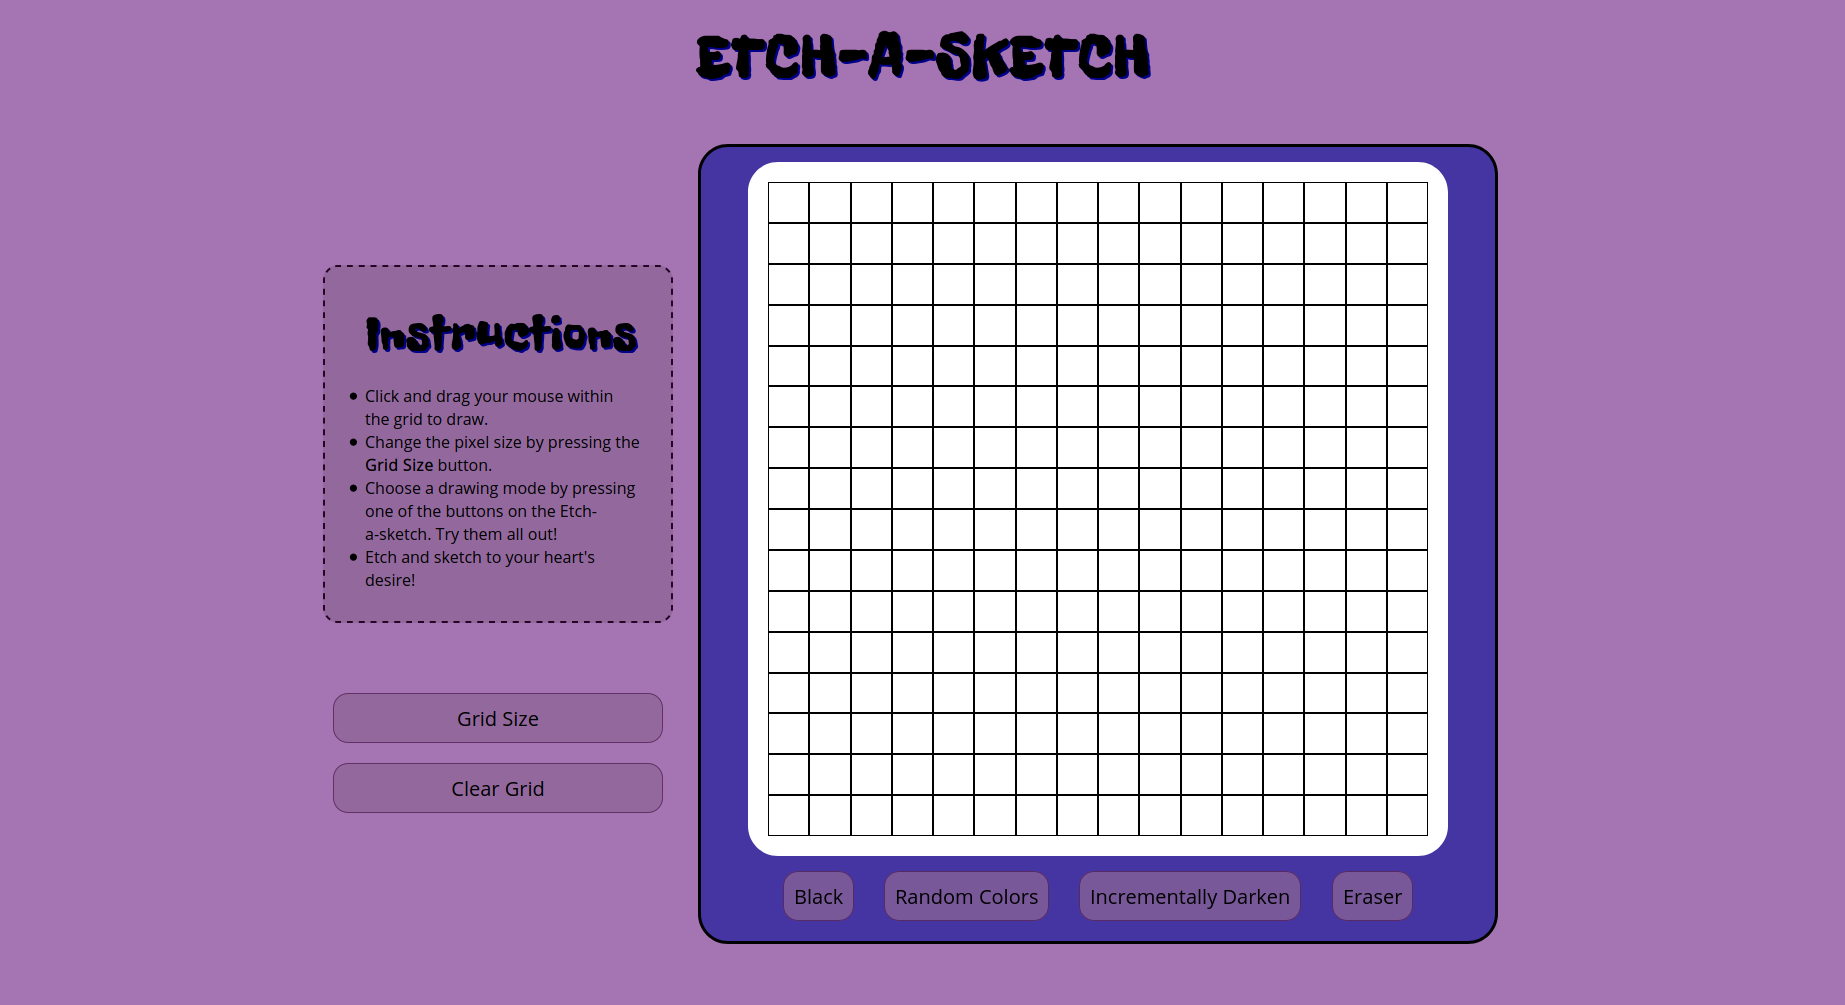 ETCH-A-SKETCH
Instructions
Click and drag your mouse within
the grid to draw.
Change the pixel size by pressing the
Grid Size button.
Choose a drawing mode by pressing
one of the buttons on the Etch-
a-sketch. Try them all out!
Etch and sketch to your heart's
desire!
Grid Size
Clear Grid
Black
Random Colors
Incrementally Darken
Eraser